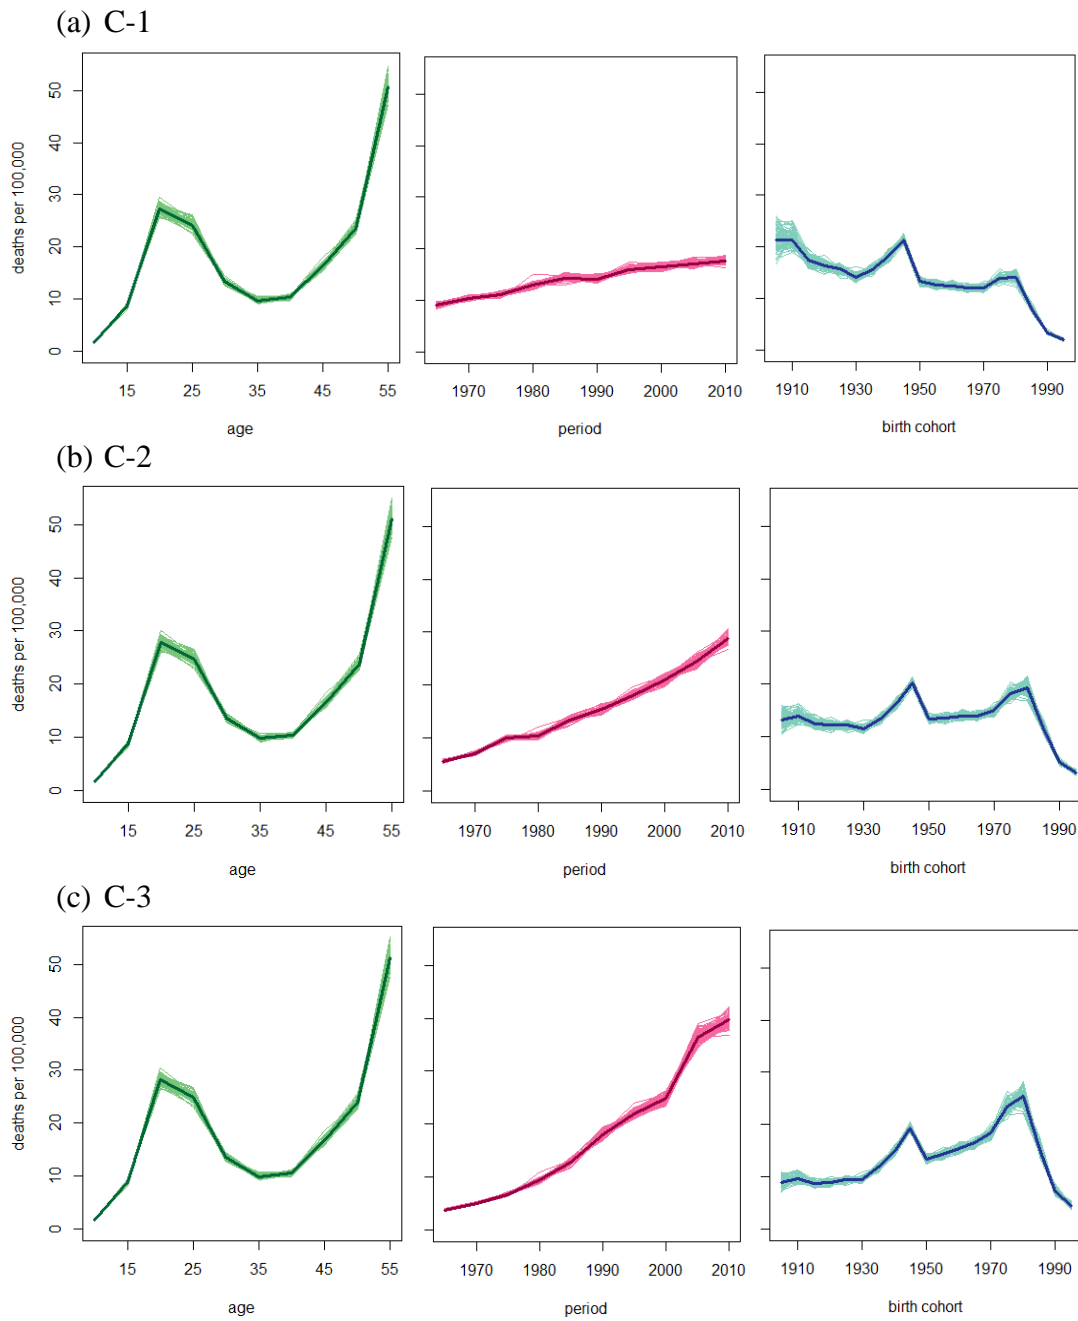 (a) C-1
deaths per 100,000
0 10 20 30 40 50
15 25 35 45 55
1970 1980 1990 2000 2010
1910 1930 1950 1970 1990
age
period
birth cohort
(b) C-2
deaths per 100,000
0 10 20 30 40 50
15 25 35 45 55
1970 1980 1990 2000 2010
1910 1930 1950 1970 1990
age
period
birth cohort
(c) C-3
deaths per 100,000
0 10 20 30 40 50
15 25 35 45 55
1970 1980 1990 2000 2010
1910 1930 1950 1970 1990
age
period
birth cohort